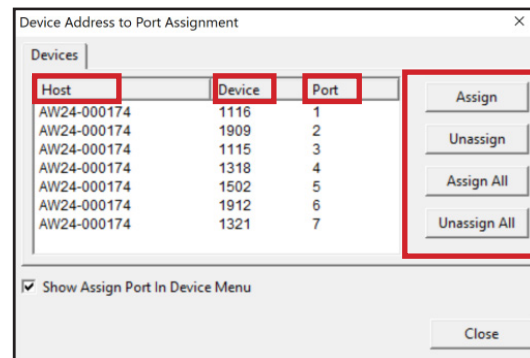 Device Address to Port Assignment
Devices
Host Device Port
AW24-000174 1116 1
AW24-000174 1909 2
AW24-000174 1115 3
AW24-000174 1318 4
AW24-000174 1502 5
AW24-000174 1912 6
AW24-000174 1321 7
Assign
Unassign
Assign All
Unassign All
Show Assign Port In Device Menu
Close